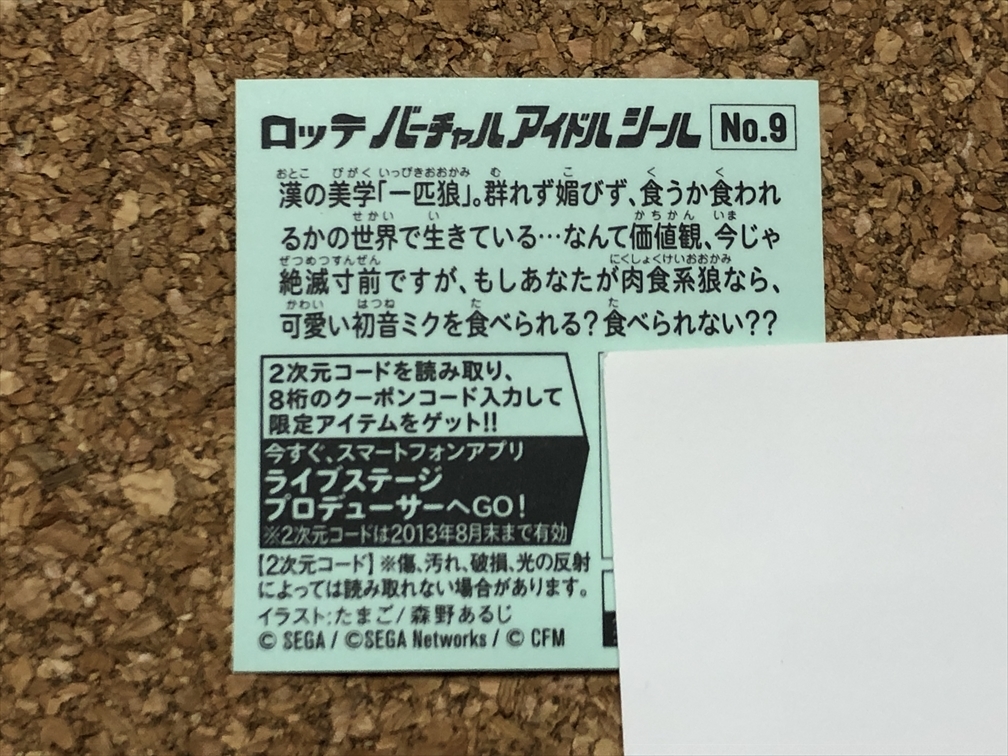 ロッテ バーチャルアイドルシール No.9
おとこ びがく いっぴきおおかみ む こ く く
漢の美学「一匹狼」。群れず媚びず、食うか食われ
せかい い かちかん いま
るかの世界で生きている…なんて価値観、今じゃ
ぜつめつすんぜん にくしょくけいおおかみ
絶滅寸前ですが、もしあなたが肉食系狼なら、
かわい はつね た た
可愛い初音ミクを食べられる?食べられない??
2次元コードを読み取り、
8桁のクーポンコード入力して
限定アイテムをゲット!!
今すぐ、スマートフォンアプリ
ライブステージ
プロデューサーへGO!
※2次元コードは2013年8月末まで有効
【2次元コード】※傷、汚れ、破損、光の反射
によっては読み取れない場合があります。
イラスト:たまご/森野あるじ
© SEGA / ©SEGA Networks / © CFM